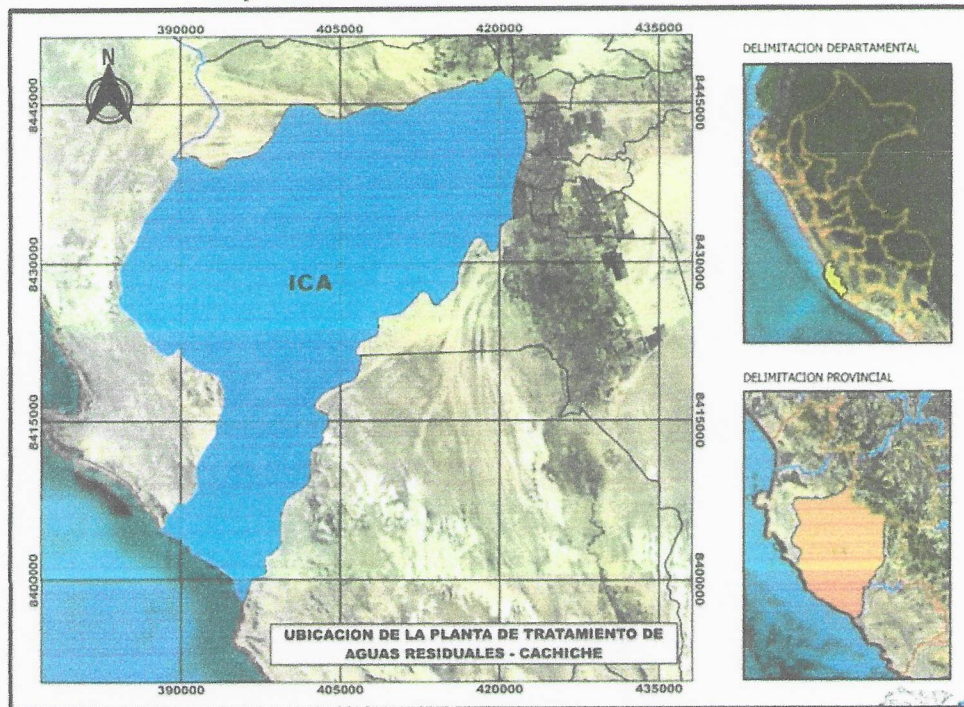 390000 405000 420000 435000
N
8445000 8445000
8430000 8430000
ICA
8415000 8415000
8400000 8400000
UBICACION DE LA PLANTA DE TRATAMIENTO DE
AGUAS RESIDUALES - CACHICHE
390000 405000 420000 435000
DELIMITACION DEPARTAMENTAL
DELIMITACION PROVINCIAL